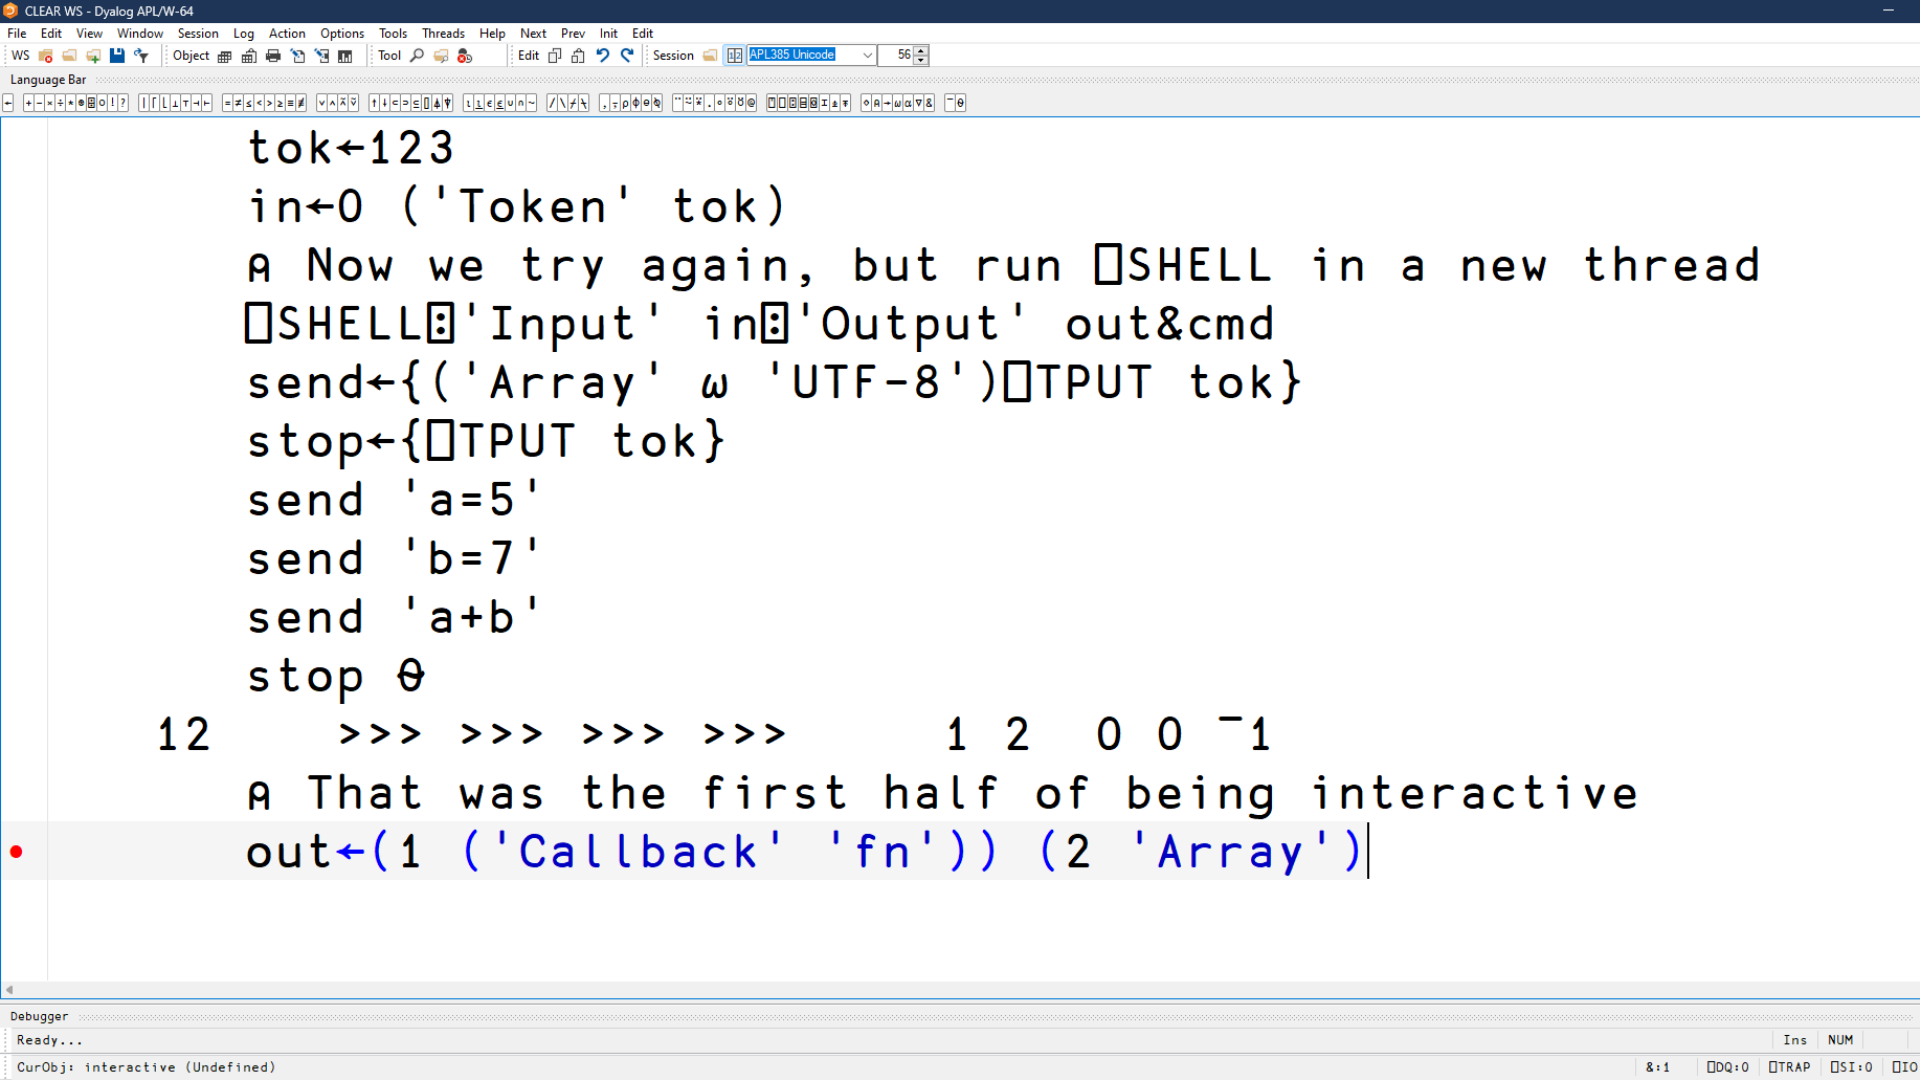 CLEAR WS - Dyalog APL/W-64
File Edit View Window Session Log Action Options Tools Threads Help Next Prev Init Edit
WS Object Tool Edit Session APL385 Unicode 56
Language Bar
tok←123
in←0 ('Token' tok)
⍝ Now we try again, but run ⎕SHELL in a new thread
⎕SHELL⍠'Input' in⍠'Output' out&cmd
send←{('Array' ⍵ 'UTF-8')⎕TPUT tok}
stop←{⎕TPUT tok}
send 'a=5'
send 'b=7'
send 'a+b'
stop ⍬
12 >>> >>> >>> >>> 1 2 0 0 ¯1
⍝ That was the first half of being interactive
out←(1 ('Callback' 'fn')) (2 'Array')
Debugger
Ready... Ins NUM
CurObj: interactive (Undefined) &:1 ⎕DQ:0 ⎕TRAP ⎕SI:0 ⎕IO